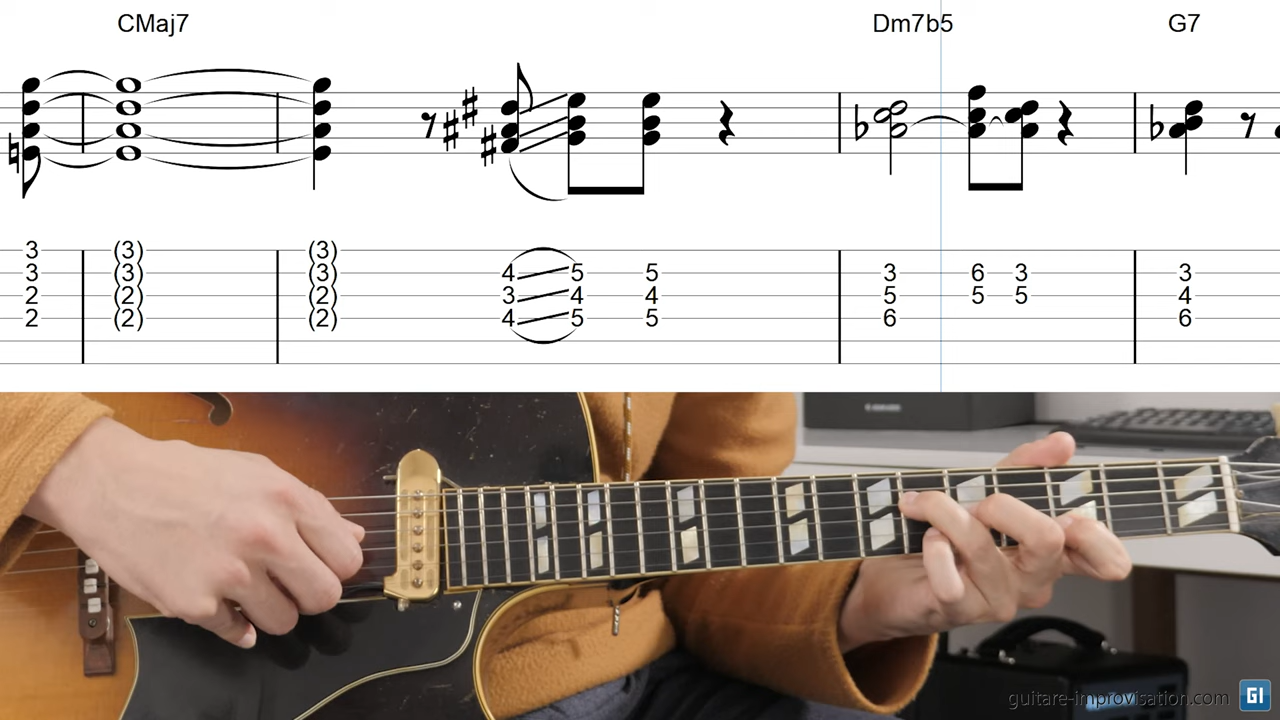 CMaj7 Dm7b5 G7
3 (3) (3)
3 (3) (3) 4 5 5 3 6 3 3
2 (2) (2) 3 4 4 5 5 5 4
2 (2) (2) 4 5 5 6 6
guitare-improvisation.com GI